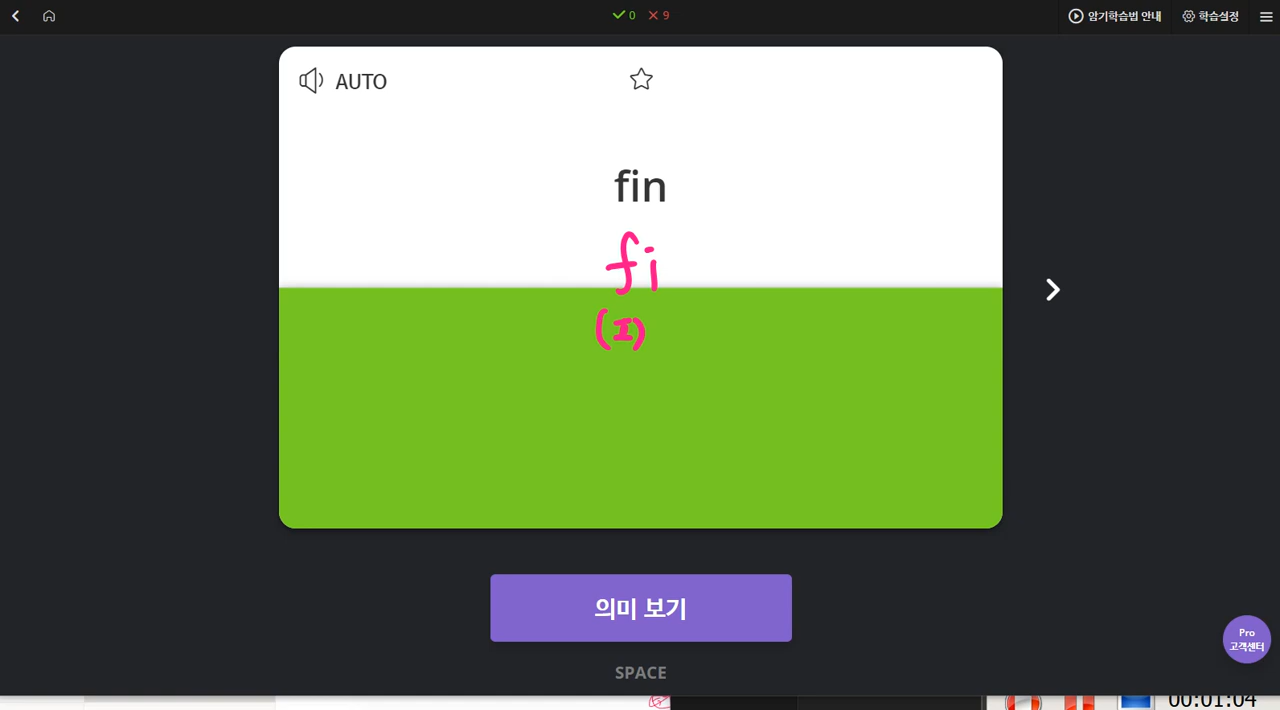 0 9 암기학습법 안내 학습설정
AUTO
fin
fi
(I)
의미 보기
SPACE
Pro
고객센터
00:01:04